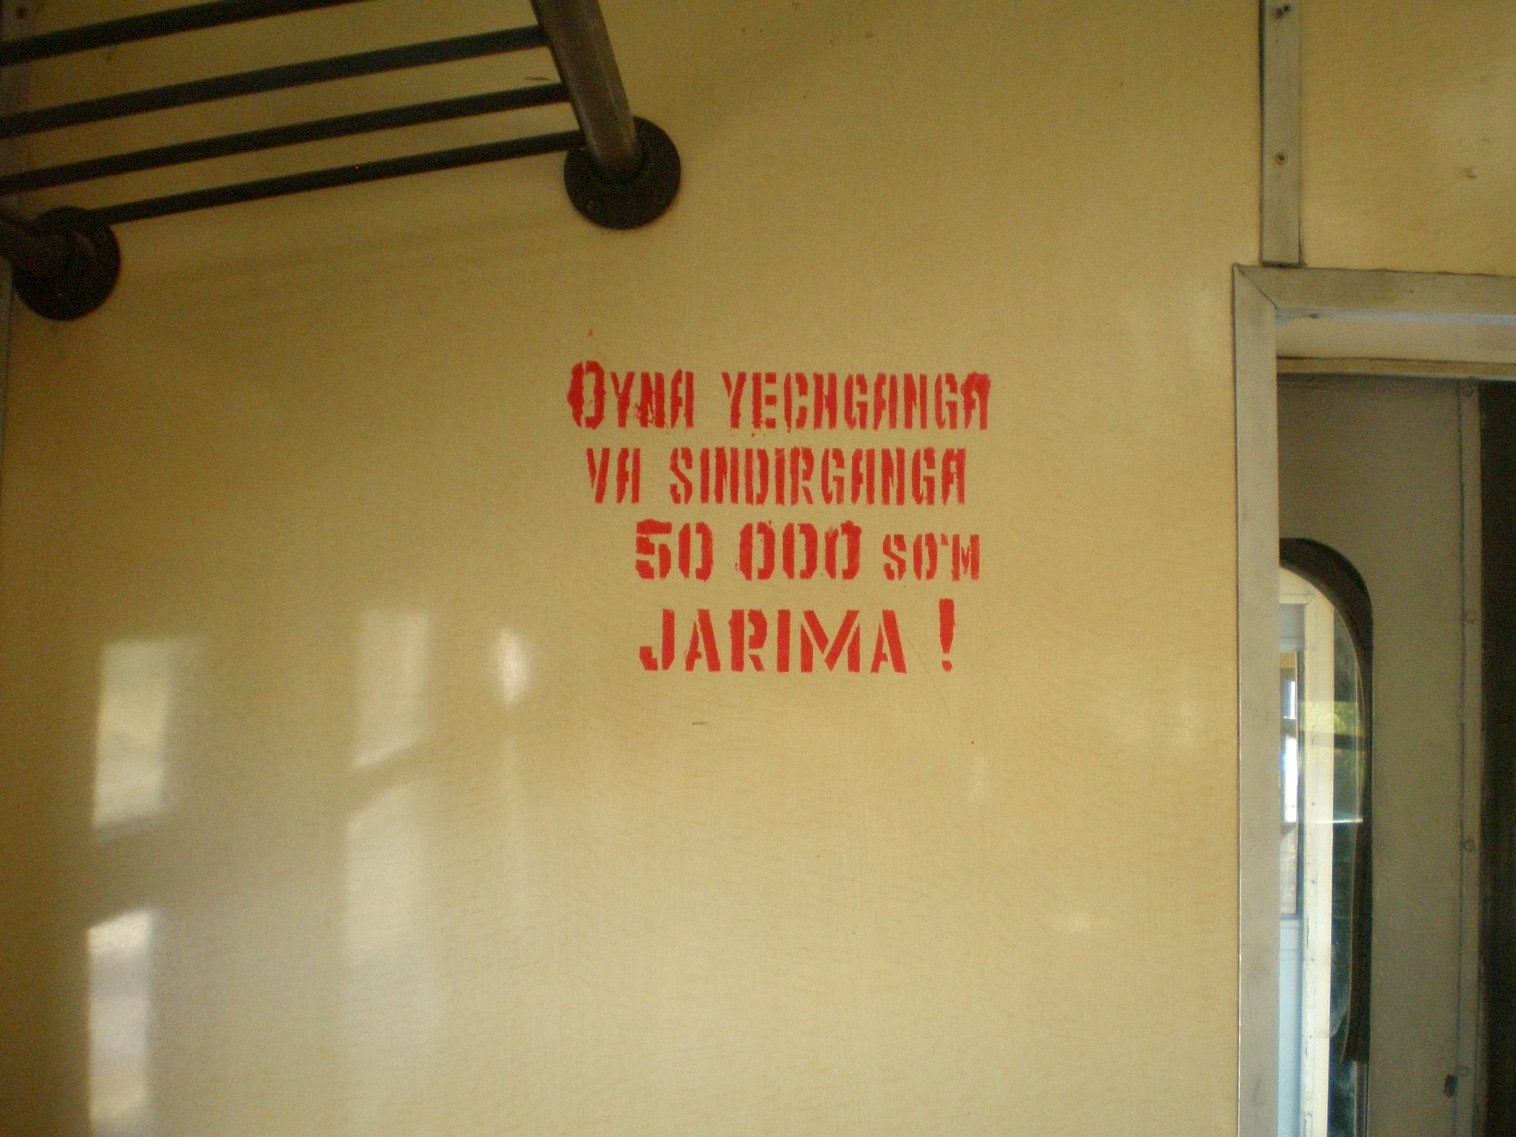 OYNA YECHGANGA
VA SINDIRGANGA
50 000 SO'M
JARIMA !